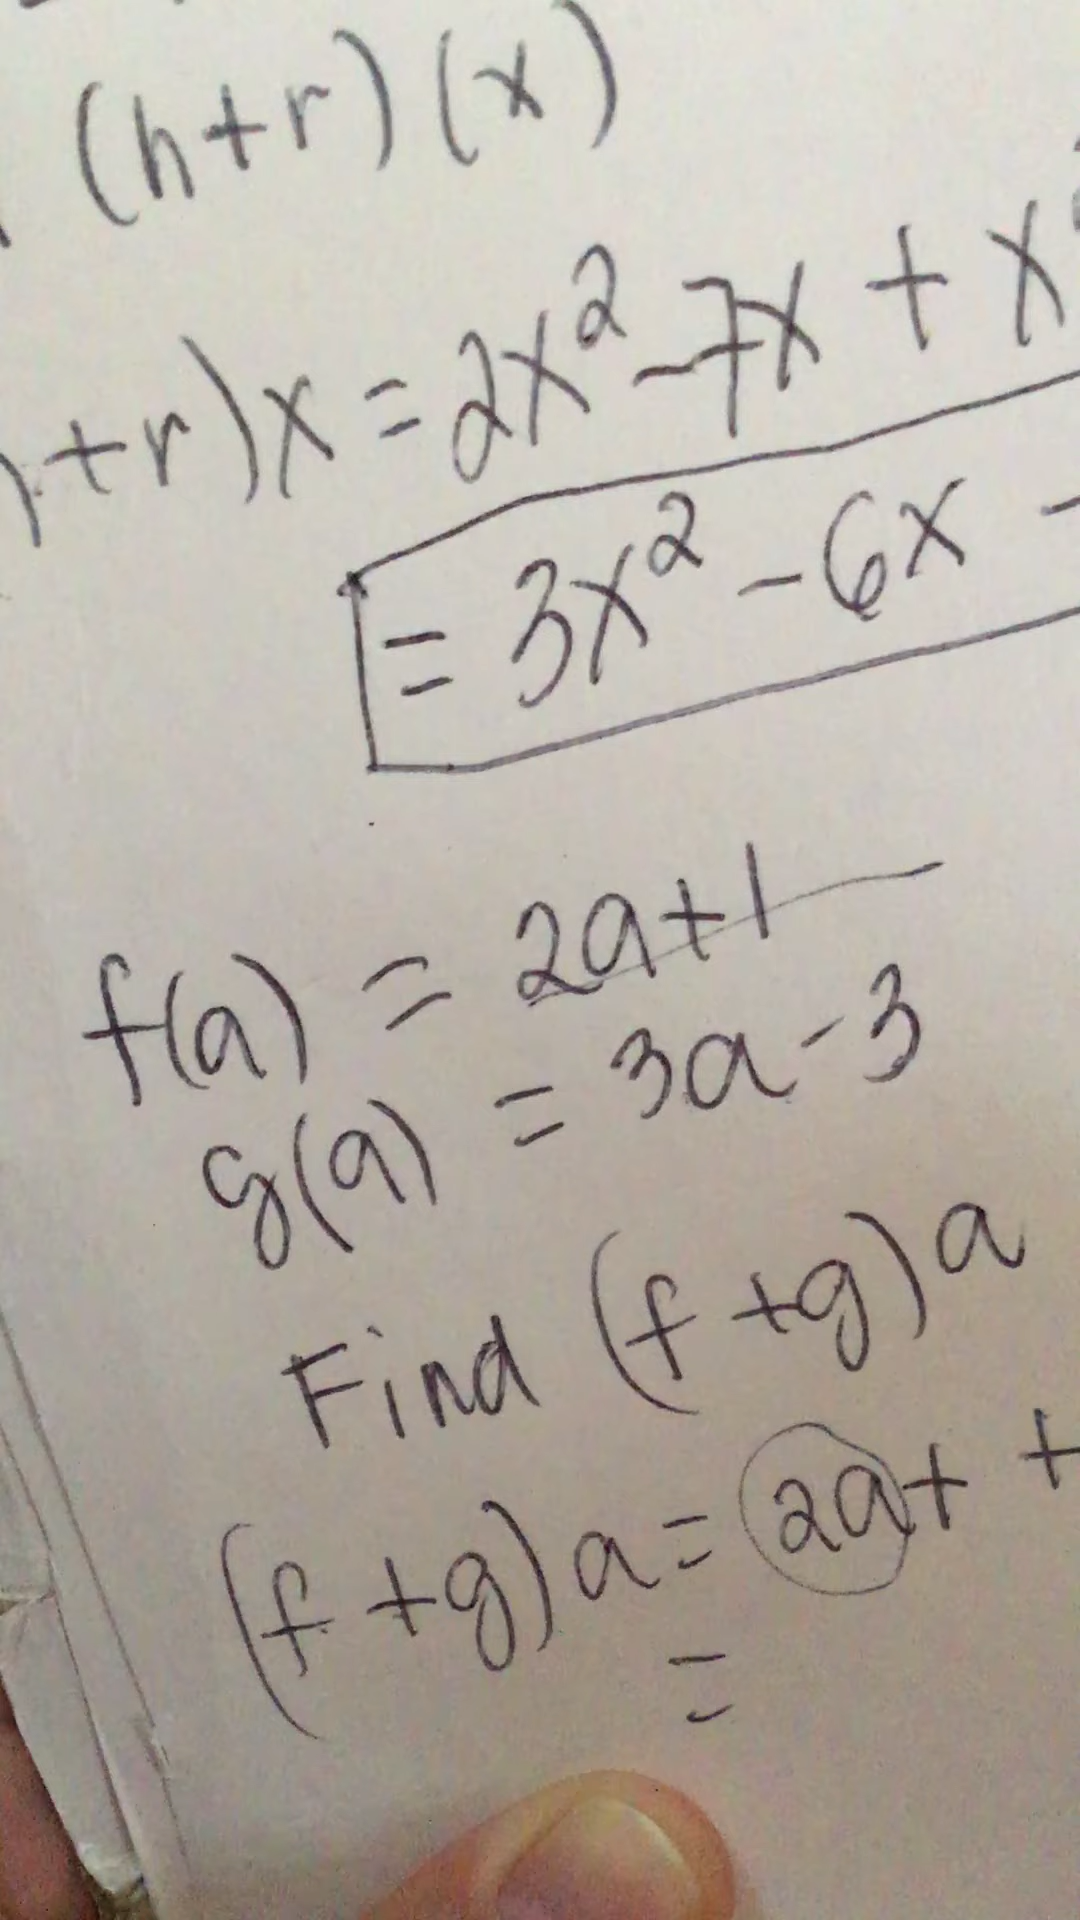 (h+r)(x)
+r)x = 2x² - 7x + x
= 3x² - 6x -
f(a) = 2a+1
g(a) = 3a-3
Find (f+g)a
(f+g)a = 2a+ +
=